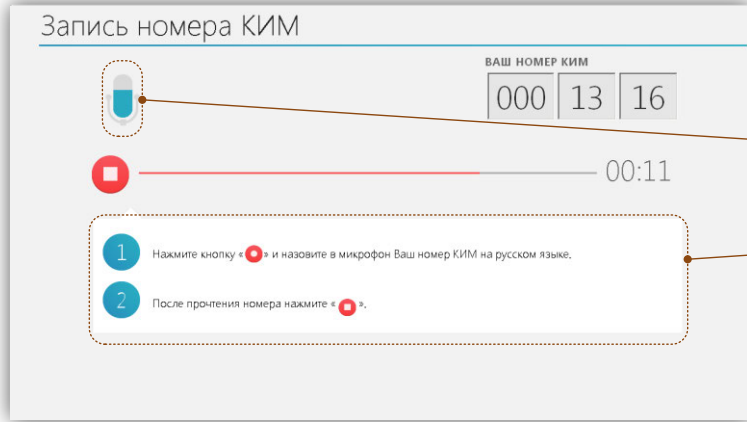 Запись номера КИМ
ВАШ НОМЕР КИМ
000 13 16
00:11
1 Нажмите кнопку « » и назовите в микрофон Ваш номер КИМ на русском языке.
2 После прочтения номера нажмите « ».